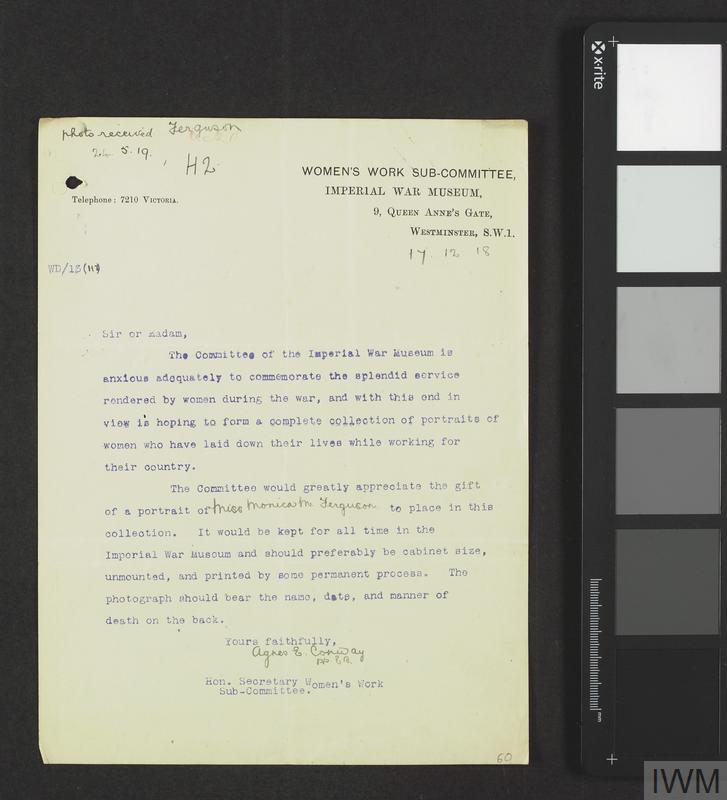 photo received Ferguson
24. 5. 19.
H2
WOMEN'S WORK SUB-COMMITTEE,
IMPERIAL WAR MUSEUM,
9, QUEEN ANNE'S GATE,
WESTMINSTER, S.W.1.
Telephone: 7210 VICTORIA.
17. 12 18
WD/13(117)
Sir or Madam,
The Committee of the Imperial War Museum is
anxious adequately to commemorate the splendid service
rendered by women during the war, and with this end in
view is hoping to form a complete collection of portraits of
women who have laid down their lives while working for
their country.
The Committee would greatly appreciate the gift
of a portrait of Miss Monica M. Ferguson to place in this
collection. It would be kept for all time in the
Imperial War Museum and should preferably be cabinet size,
unmounted, and printed by some permanent process. The
photograph should bear the name, date, and manner of
death on the back.
Yours faithfully,
Agnes E. Conway
pp. E.B.
Hon. Secretary Women's Work
Sub-Committee.
60
x-rite
mm
IWM